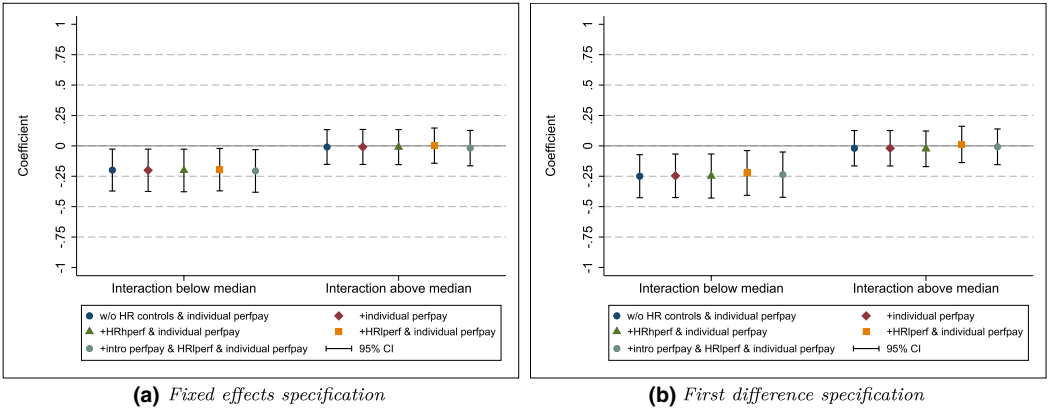 1
.75
.5
.25
0
-.25
-.5
-.75
-1
Coefficient
Interaction below median
Interaction above median
w/o HR controls & individual perfpay
+individual perfpay
+HRhperf & individual perfpay
+HRlperf & individual perfpay
+intro perfpay & HRlperf & individual perfpay
95% CI
(a) Fixed effects specification
1
.75
.5
.25
0
-.25
-.5
-.75
-1
Coefficient
Interaction below median
Interaction above median
w/o HR controls & individual perfpay
+individual perfpay
+HRhperf & individual perfpay
+HRlperf & individual perfpay
+intro perfpay & HRlperf & individual perfpay
95% CI
(b) First difference specification